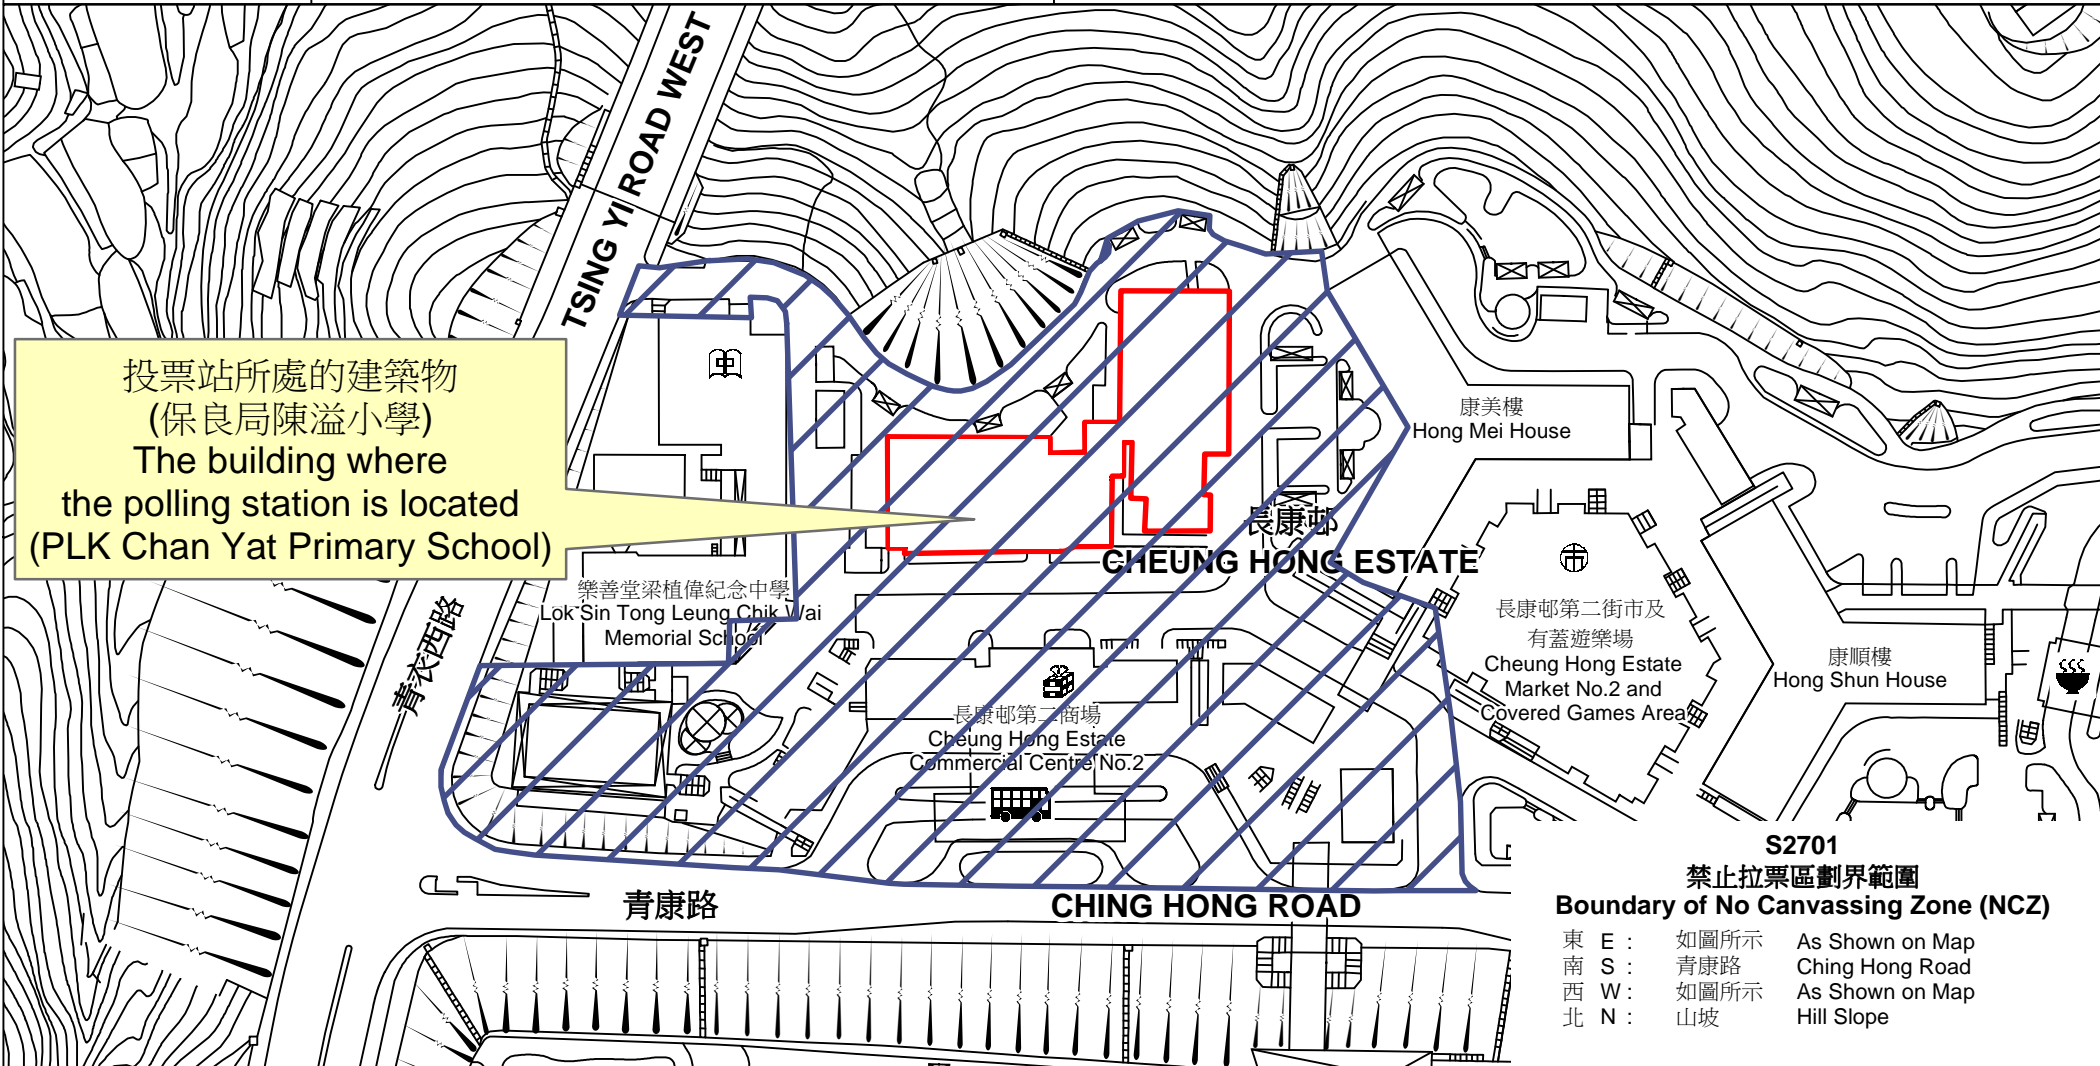 TSING YI ROAD WEST
投票站所處的建築物
(保良局陳溢小學)
The building where
the polling station is located
(PLK Chan Yat Primary School)
中
康美樓
Hong Mei House
長康邨
CHEUNG HONG ESTATE
市
樂善堂梁植偉紀念中學
Lok Sin Tong Leung Chik Wai
Memorial School
青衣西路
長康邨第二街市及
有蓋遊樂場
Cheung Hong Estate
Market No.2 and
Covered Games Area
康順樓
Hong Shun House
長康邨第二商場
Cheung Hong Estate
Commercial Centre No.2
青康路
CHING HONG ROAD
S2701
禁止拉票區劃界範圍
Boundary of No Canvassing Zone (NCZ)
東 E : 如圖所示 As Shown on Map
南 S : 青康路 Ching Hong Road
西 W : 如圖所示 As Shown on Map
北 N : 山坡 Hill Slope